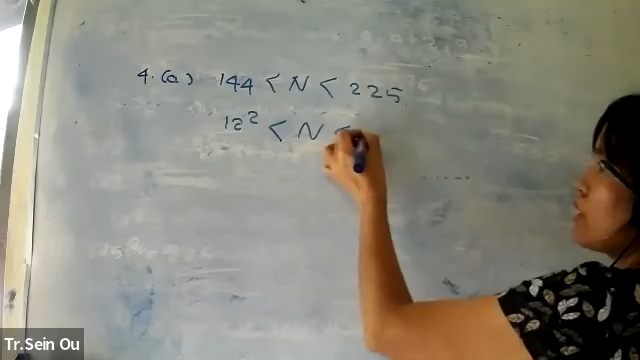 4. (a) 144 < N < 225
12² < N <
Tr.Sein Ou